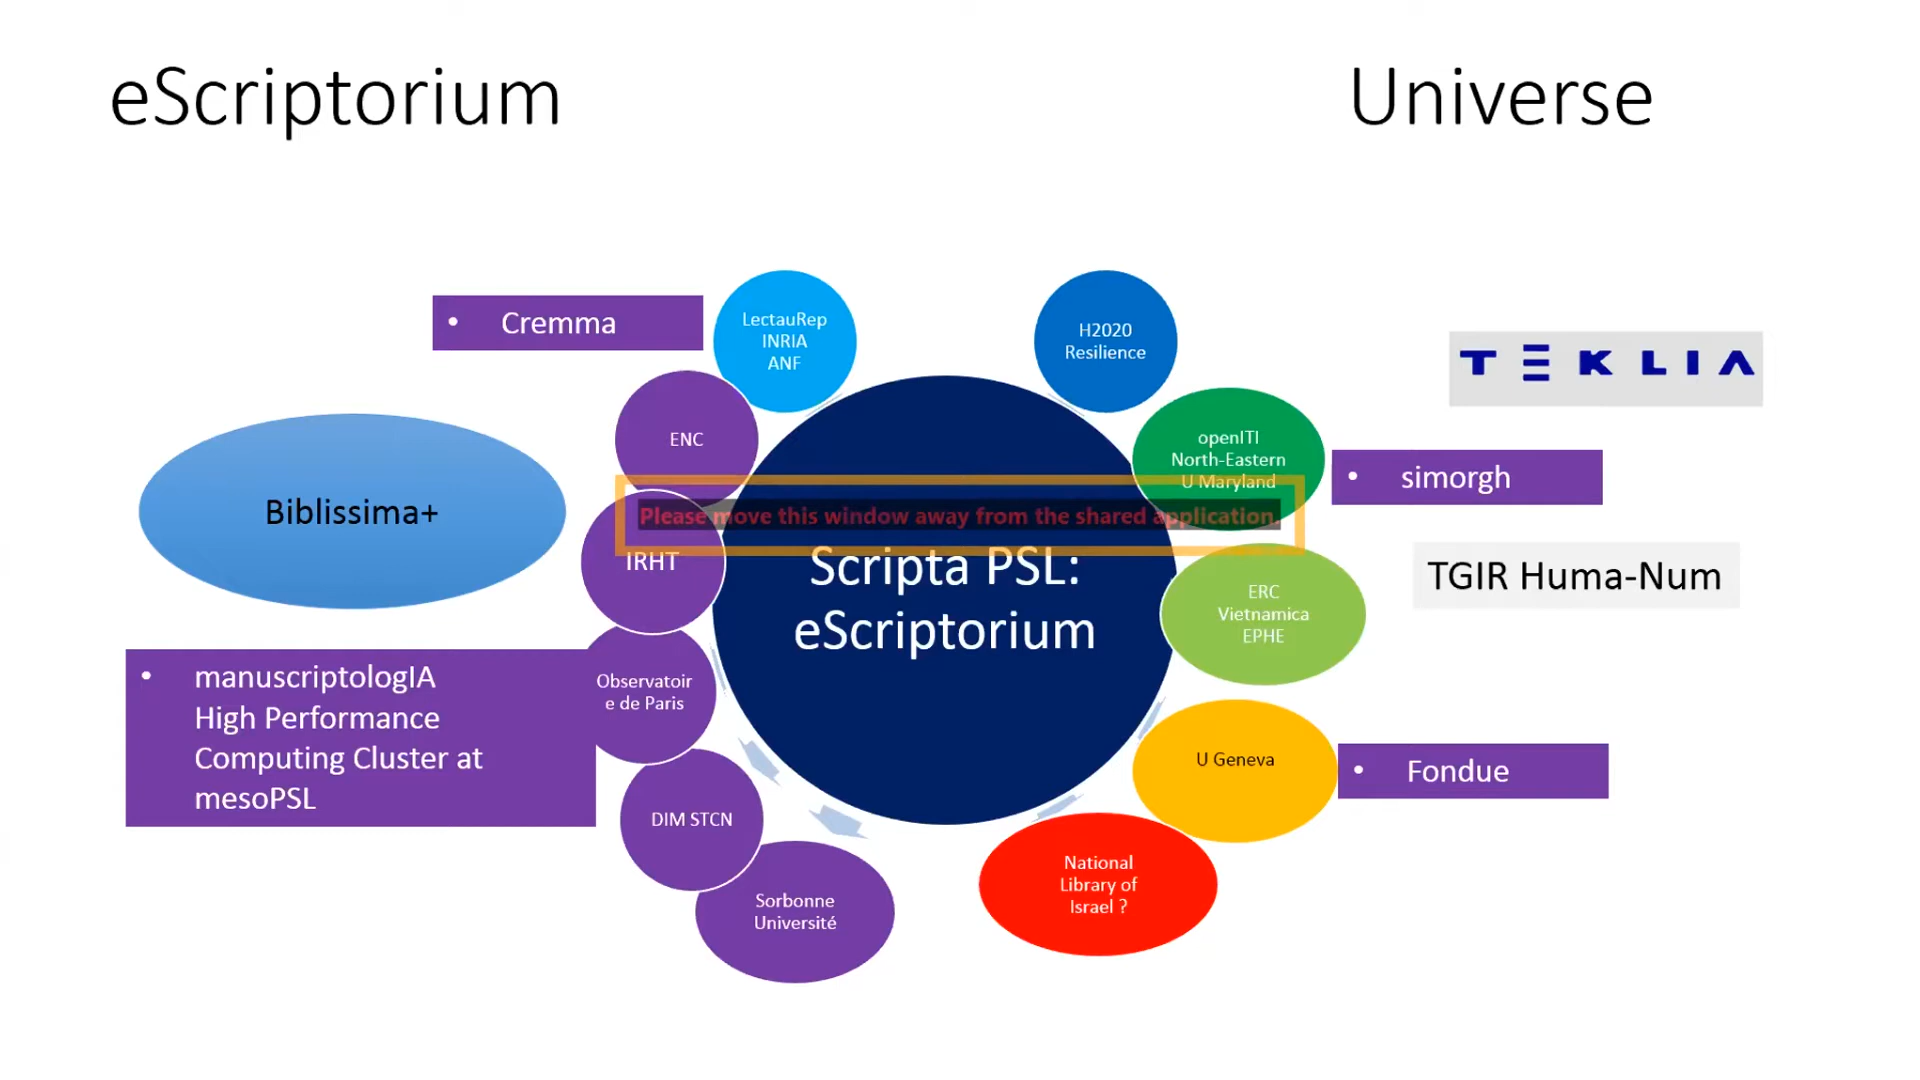 eScriptorium
Universe
• Cremma
LectauRep
INRIA
ANF
H2020
Resilience
TEKLIA
ENC
openITI
North-Eastern
U Maryland
• simorgh
Biblissima+
Please move this window away from the shared application.
IRHT
Scripta PSL:
eScriptorium
ERC
Vietnamica
EPHE
TGIR Huma-Num
• manuscriptologIA
High Performance
Computing Cluster at
mesoPSL
Observatoir
e de Paris
U Geneva
• Fondue
DIM STCN
National
Library of
Israel ?
Sorbonne
Université